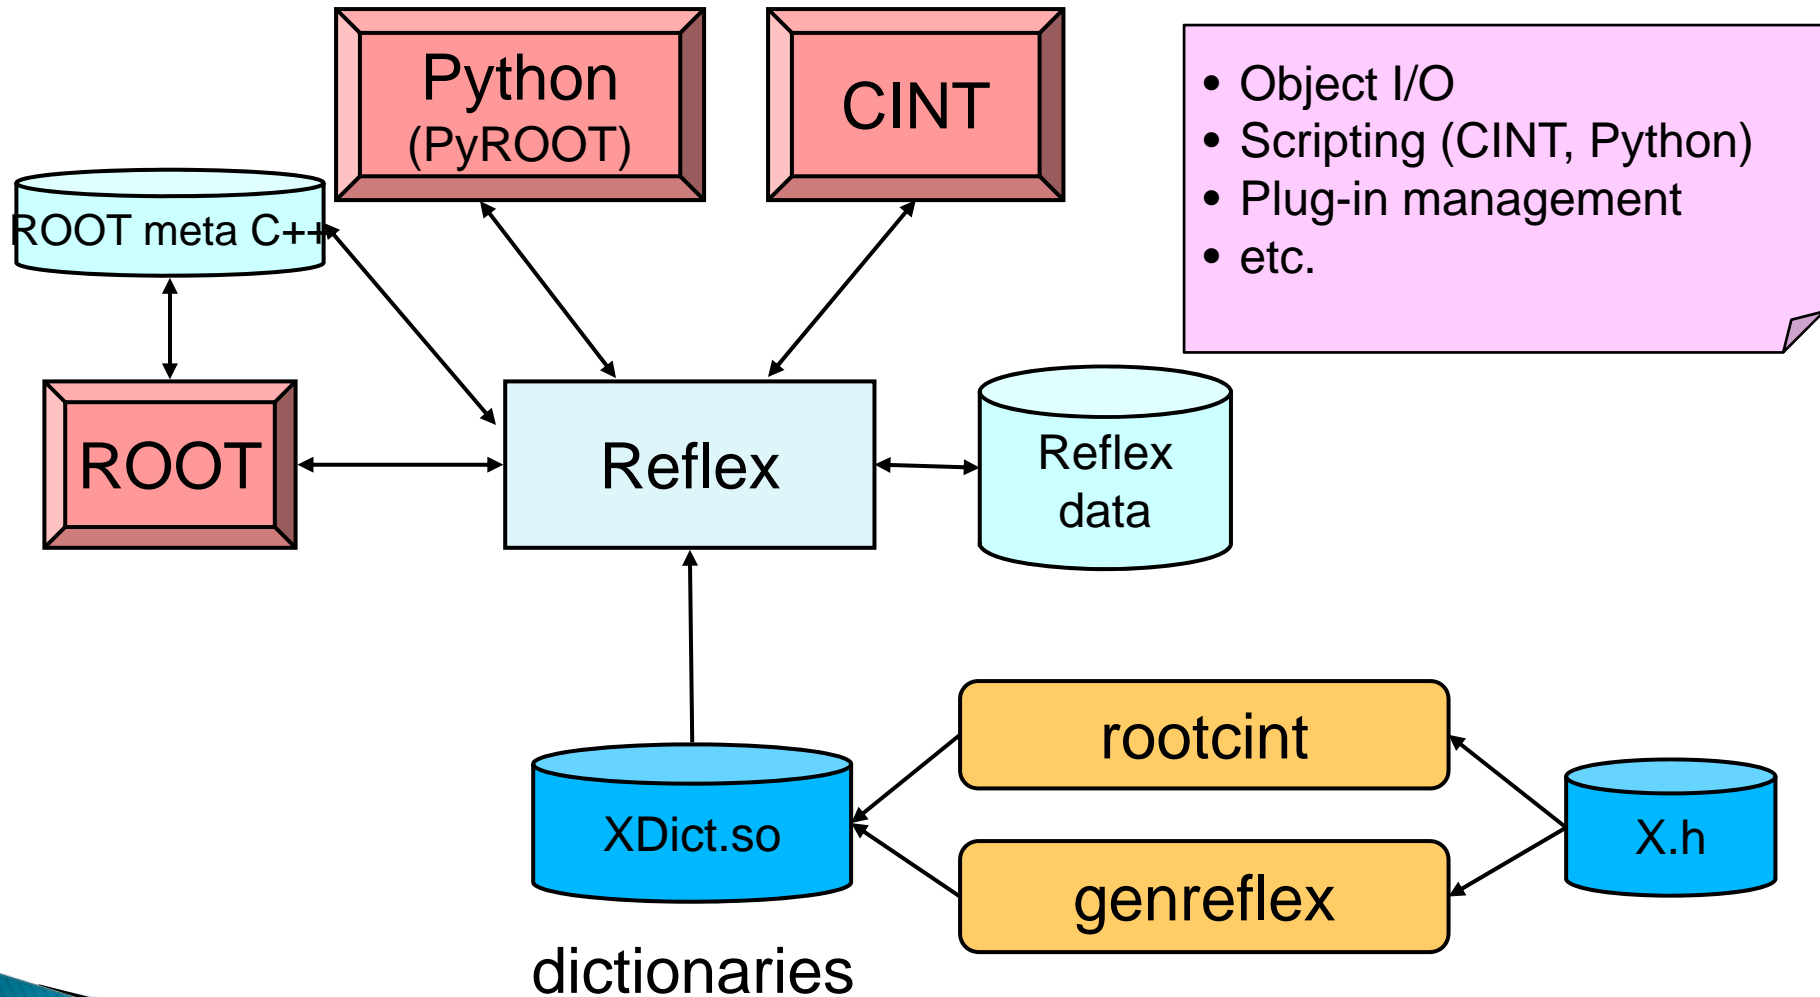 Python
(PyROOT)
CINT
• Object I/O
• Scripting (CINT, Python)
• Plug-in management
• etc.
ROOT meta C++
ROOT
Reflex
Reflex
data
rootcint
XDict.so
X.h
genreflex
dictionaries